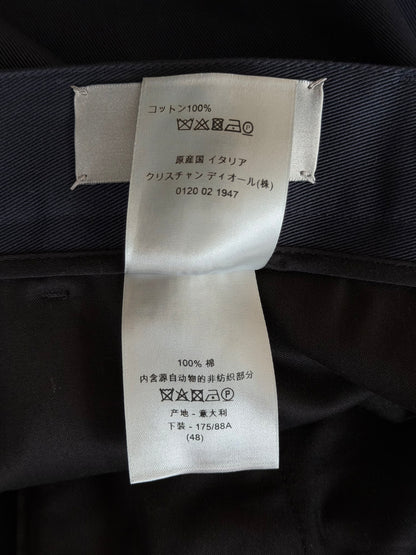 コットン100%
原産国 イタリア
クリスチャン ディオール(株)
0120 02 1947
100% 棉
内含源自动物的非纺织部分
产地 - 意大利
下装 - 175/88A
(48)